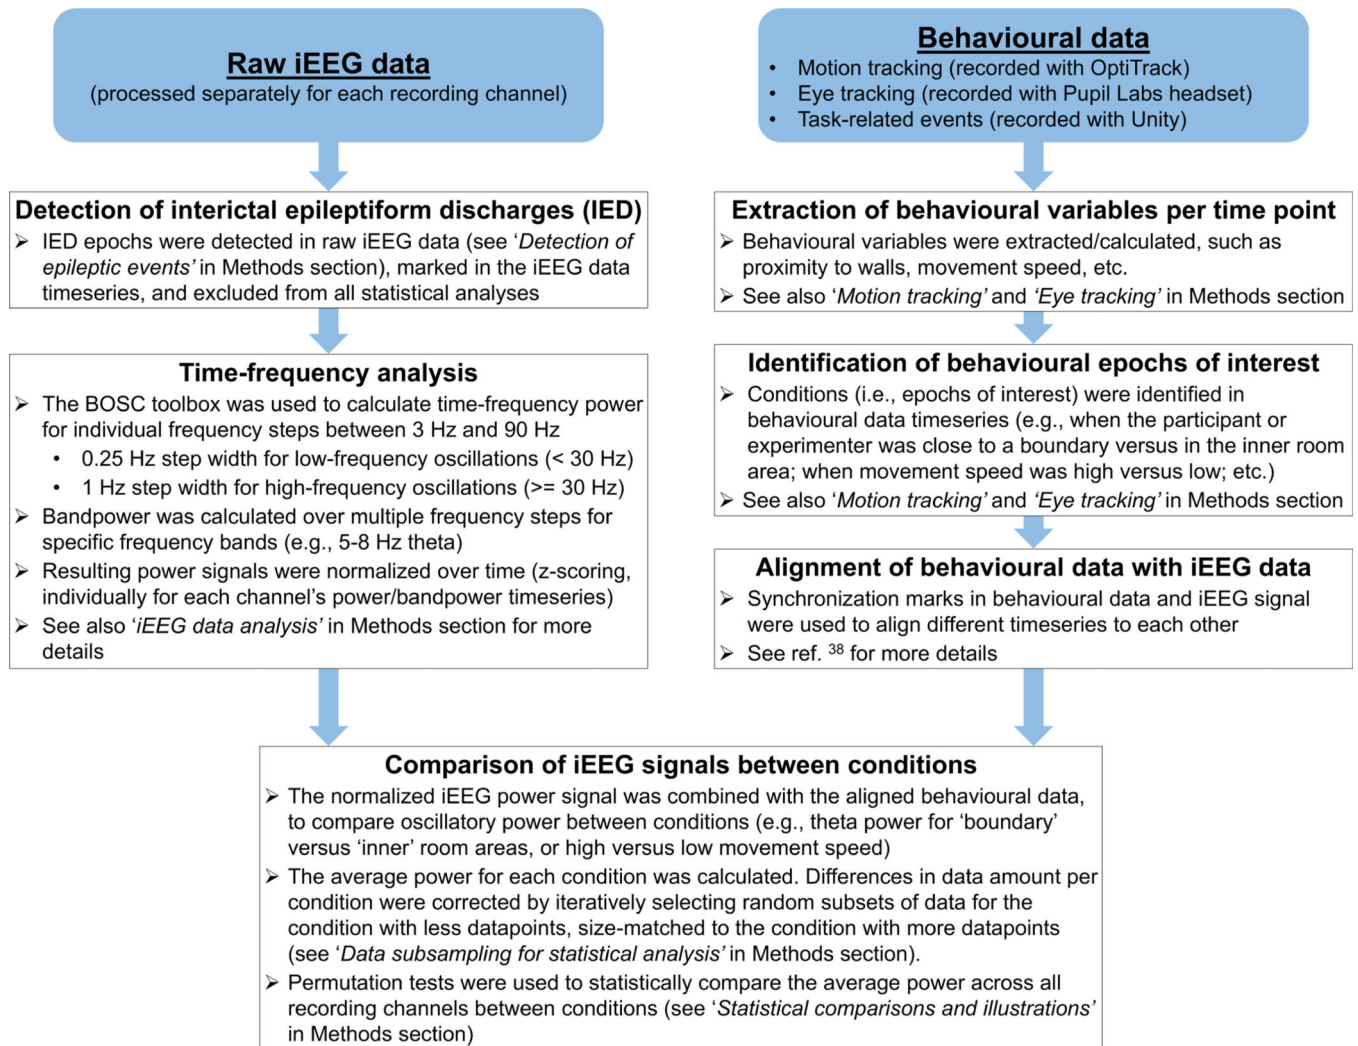 Raw iEEG data
(processed separately for each recording channel)
Detection of interictal epileptiform discharges (IED)
➢ IED epochs were detected in raw iEEG data (see ‘Detection of
epileptic events’ in Methods section), marked in the iEEG data
timeseries, and excluded from all statistical analyses
Time-frequency analysis
➢ The BOSC toolbox was used to calculate time-frequency power
for individual frequency steps between 3 Hz and 90 Hz
• 0.25 Hz step width for low-frequency oscillations (< 30 Hz)
• 1 Hz step width for high-frequency oscillations (>= 30 Hz)
➢ Bandpower was calculated over multiple frequency steps for
specific frequency bands (e.g., 5-8 Hz theta)
➢ Resulting power signals were normalized over time (z-scoring,
individually for each channel’s power/bandpower timeseries)
➢ See also ‘iEEG data analysis’ in Methods section for more
details
Behavioural data
• Motion tracking (recorded with OptiTrack)
• Eye tracking (recorded with Pupil Labs headset)
• Task-related events (recorded with Unity)
Extraction of behavioural variables per time point
➢ Behavioural variables were extracted/calculated, such as
proximity to walls, movement speed, etc.
➢ See also ‘Motion tracking’ and ‘Eye tracking’ in Methods section
Identification of behavioural epochs of interest
➢ Conditions (i.e., epochs of interest) were identified in
behavioural data timeseries (e.g., when the participant or
experimenter was close to a boundary versus in the inner room
area; when movement speed was high versus low; etc.)
➢ See also ‘Motion tracking’ and ‘Eye tracking’ in Methods section
Alignment of behavioural data with iEEG data
➢ Synchronization marks in behavioural data and iEEG signal
were used to align different timeseries to each other
➢ See ref. 38 for more details
Comparison of iEEG signals between conditions
➢ The normalized iEEG power signal was combined with the aligned behavioural data,
to compare oscillatory power between conditions (e.g., theta power for ‘boundary’
versus ‘inner’ room areas, or high versus low movement speed)
➢ The average power for each condition was calculated. Differences in data amount per
condition were corrected by iteratively selecting random subsets of data for the
condition with less datapoints, size-matched to the condition with more datapoints
(see ‘Data subsampling for statistical analysis’ in Methods section).
➢ Permutation tests were used to statistically compare the average power across all
recording channels between conditions (see ‘Statistical comparisons and illustrations’
in Methods section)